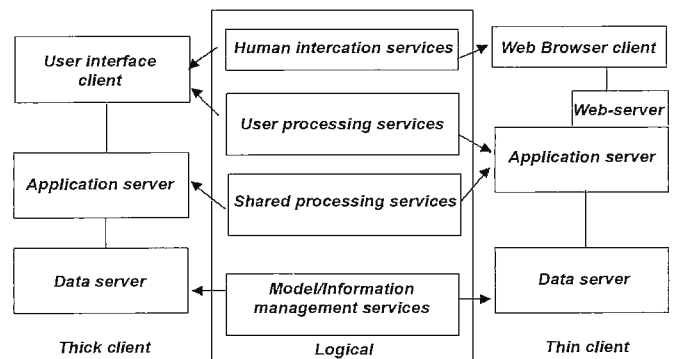 User interface
client
Application server
Data server
Thick client
Human intercation services
User processing services
Shared processing services
Model/Information
management services
Logical
Web Browser client
Web-server
Application server
Data server
Thin client